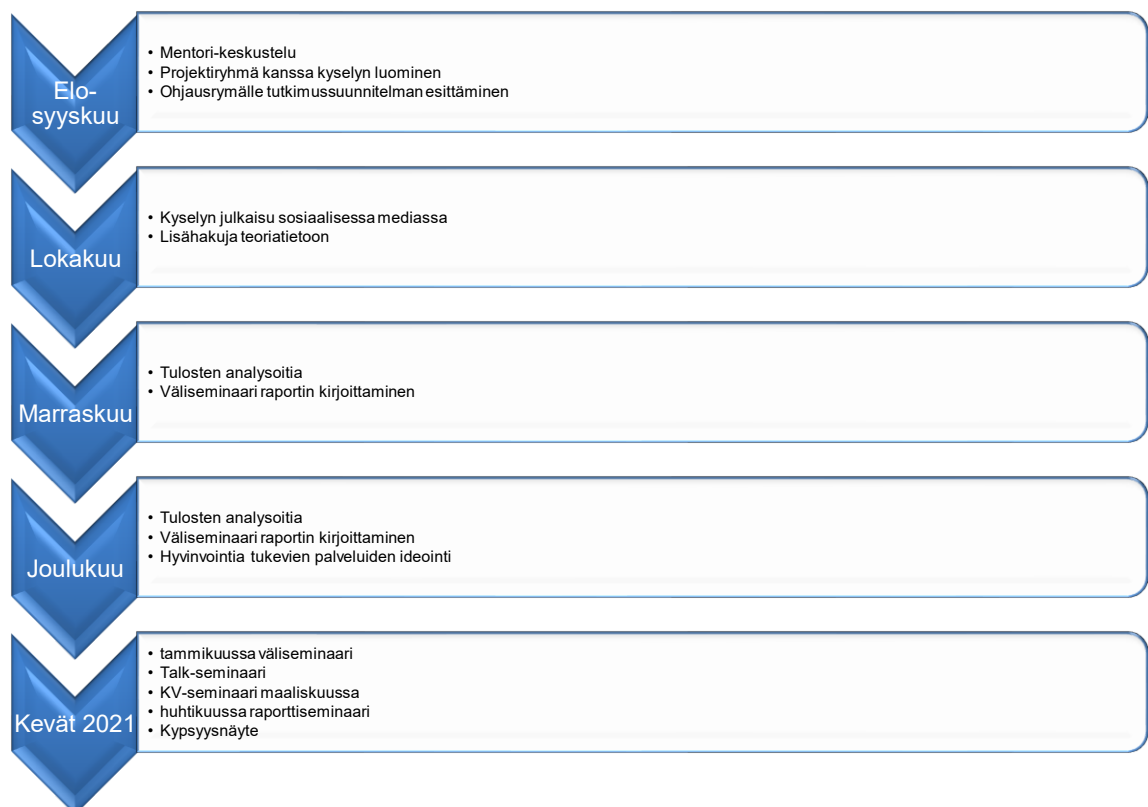 Elo-
syyskuu
• Mentori-keskustelu
• Projektiryhmä kanssa kyselyn luominen
• Ohjausrymälle tutkimussuunnitelman esittäminen
Lokakuu
• Kyselyn julkaisu sosiaalisessa mediassa
• Lisähakuja teoriatietoon
Marraskuu
• Tulosten analysoitia
• Väliseminaari raportin kirjoittaminen
Joulukuu
• Tulosten analysoitia
• Väliseminaari raportin kirjoittaminen
• Hyvinvointia tukevien palveluiden ideointi
Kevät 2021
• tammikuussa väliseminaari
• Talk-seminaari
• KV-seminaari maaliskuussa
• huhtikuussa raporttiseminaari
• Kypsyysnäyte